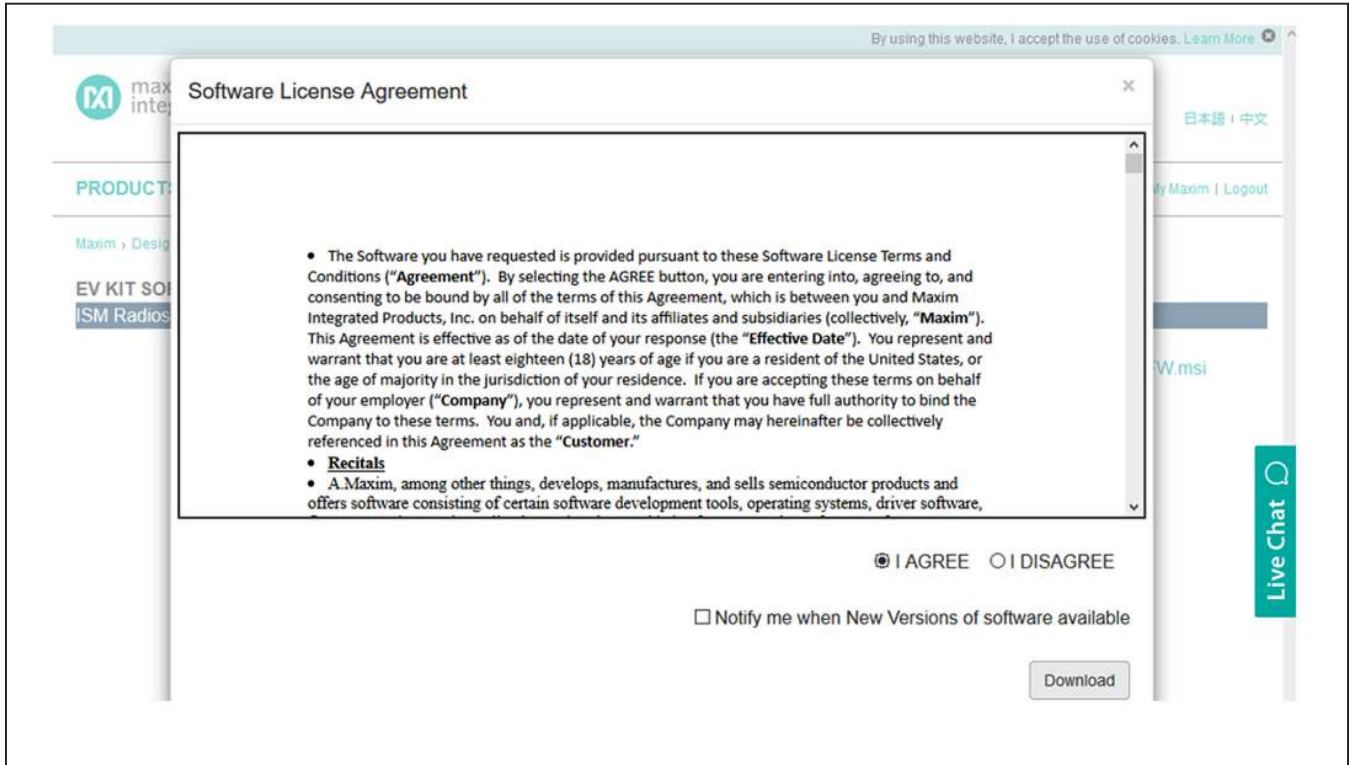 By using this website, I accept the use of cookies. Learn More
max
inte
Software License Agreement
日本語 | 中文
PRODUCT
My Maxim | Logout
Maxim › Desig
• The Software you have requested is provided pursuant to these Software License Terms and
Conditions (“Agreement”). By selecting the AGREE button, you are entering into, agreeing to, and
consenting to be bound by all of the terms of this Agreement, which is between you and Maxim
Integrated Products, Inc. on behalf of itself and its affiliates and subsidiaries (collectively, “Maxim”).
This Agreement is effective as of the date of your response (the “Effective Date”). You represent and
warrant that you are at least eighteen (18) years of age if you are a resident of the United States, or
the age of majority in the jurisdiction of your residence. If you are accepting these terms on behalf
of your employer (“Company”), you represent and warrant that you have full authority to bind the
Company to these terms. You and, if applicable, the Company may hereinafter be collectively
referenced in this Agreement as the “Customer.”
• Recitals
• A.Maxim, among other things, develops, manufactures, and sells semiconductor products and
offers software consisting of certain software development tools, operating systems, driver software,
EV KIT SO
ISM Radios
W.msi
Live Chat
I AGREE I DISAGREE
Notify me when New Versions of software available
Download